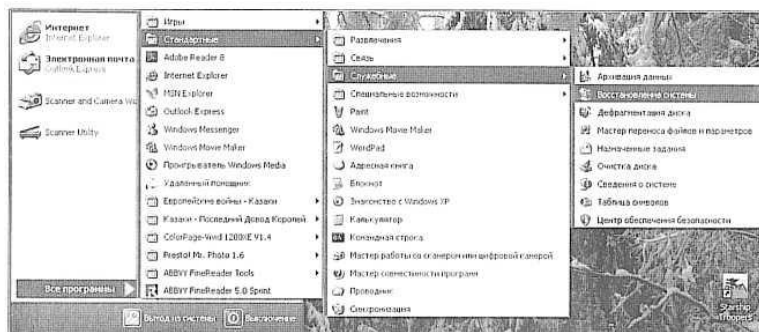 Интернет
Internet Explorer
Электронная почта
Outlook Express
Scanner and Camera Wi
Scanner Utility
Все программы
Игры
Стандартные
Adobe Reader 8
Internet Explorer
MSN Explorer
Outlook Express
Windows Messenger
Windows Movie Maker
Проигрыватель Windows Media
Удаленный помощник
Европейские войны - Казаки
Казаки - Последний Довод Королей
ColorPage-Vivid 1200XE V1.4
Presto! Mr. Photo 1.6
ABBYY FineReader Tools
ABBYY FineReader 5.0 Sprint
Развлечения
Связь
Служебные
Специальные возможности
Paint
Windows Movie Maker
WordPad
Адресная книга
Блокнот
Знакомство с Windows XP
Калькулятор
Командная строка
Мастер работы со сканером или цифровой камерой
Мастер совместимости программ
Проводник
Синхронизация
Архивация данных
Восстановление системы
Дефрагментация диска
Мастер переноса файлов и параметров
Назначенные задания
Очистка диска
Сведения о системе
Таблица символов
Центр обеспечения безопасности
Выход из системы
Выключение
Starship
Troopers